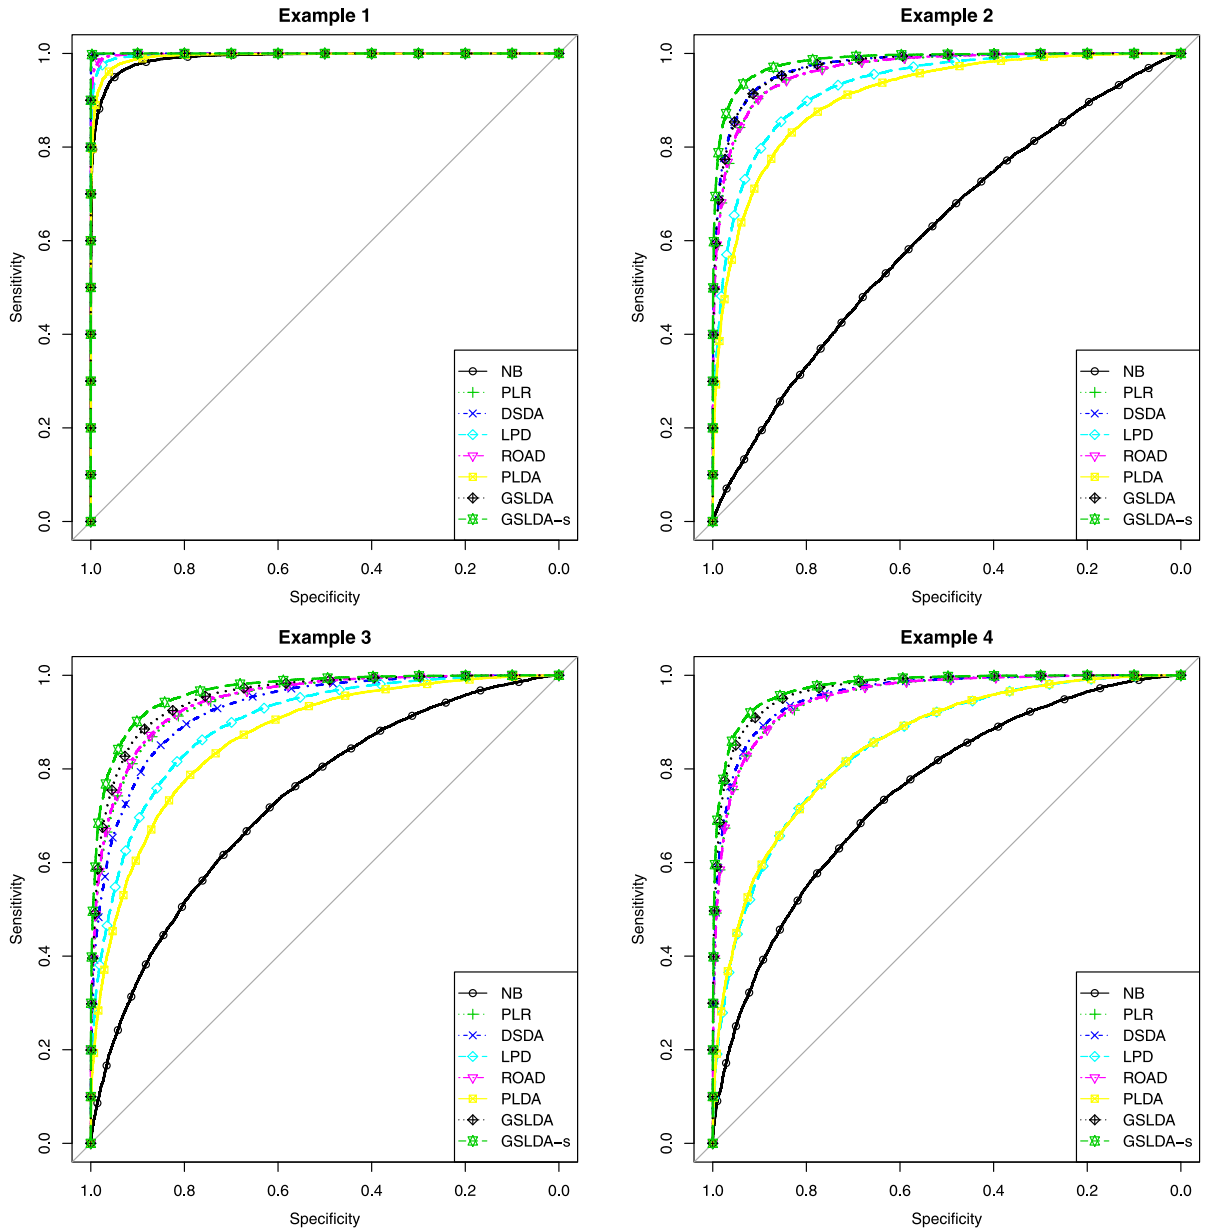 Example 1
1.0
0.8
0.6
0.4
0.2
0.0
Sensitivity
NB
PLR
DSDA
LPD
ROAD
PLDA
GSLDA
GSLDA-s
1.0 0.8 0.6 0.4 0.2 0.0
Specificity
Example 2
1.0
0.8
0.6
0.4
0.2
0.0
Sensitivity
NB
PLR
DSDA
LPD
ROAD
PLDA
GSLDA
GSLDA-s
1.0 0.8 0.6 0.4 0.2 0.0
Specificity
Example 3
1.0
0.8
0.6
0.4
0.2
0.0
Sensitivity
NB
PLR
DSDA
LPD
ROAD
PLDA
GSLDA
GSLDA-s
1.0 0.8 0.6 0.4 0.2 0.0
Specificity
Example 4
1.0
0.8
0.6
0.4
0.2
0.0
Sensitivity
NB
PLR
DSDA
LPD
ROAD
PLDA
GSLDA
GSLDA-s
1.0 0.8 0.6 0.4 0.2 0.0
Specificity